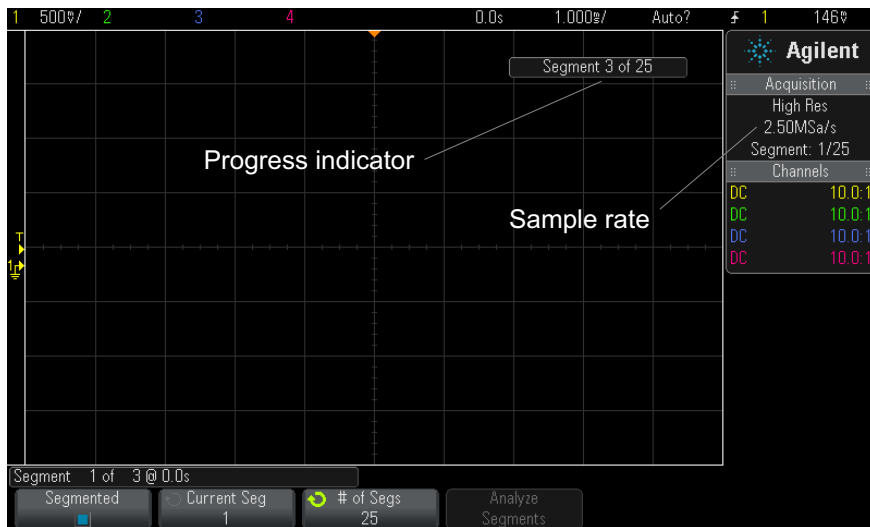 1 500mV/ 2 3 4 0.0s 1.000ms/ Auto? 1 146mV
Agilent
Segment 3 of 25
Acquisition
High Res
2.50MSa/s
Segment: 1/25
Channels
DC 10.0:1
DC 10.0:1
DC 10.0:1
DC 10.0:1
Progress indicator
Sample rate
T
1
Segment 1 of 3 @ 0.0s
Segmented
Current Seg
1
# of Segs
25
Analyze
Segments